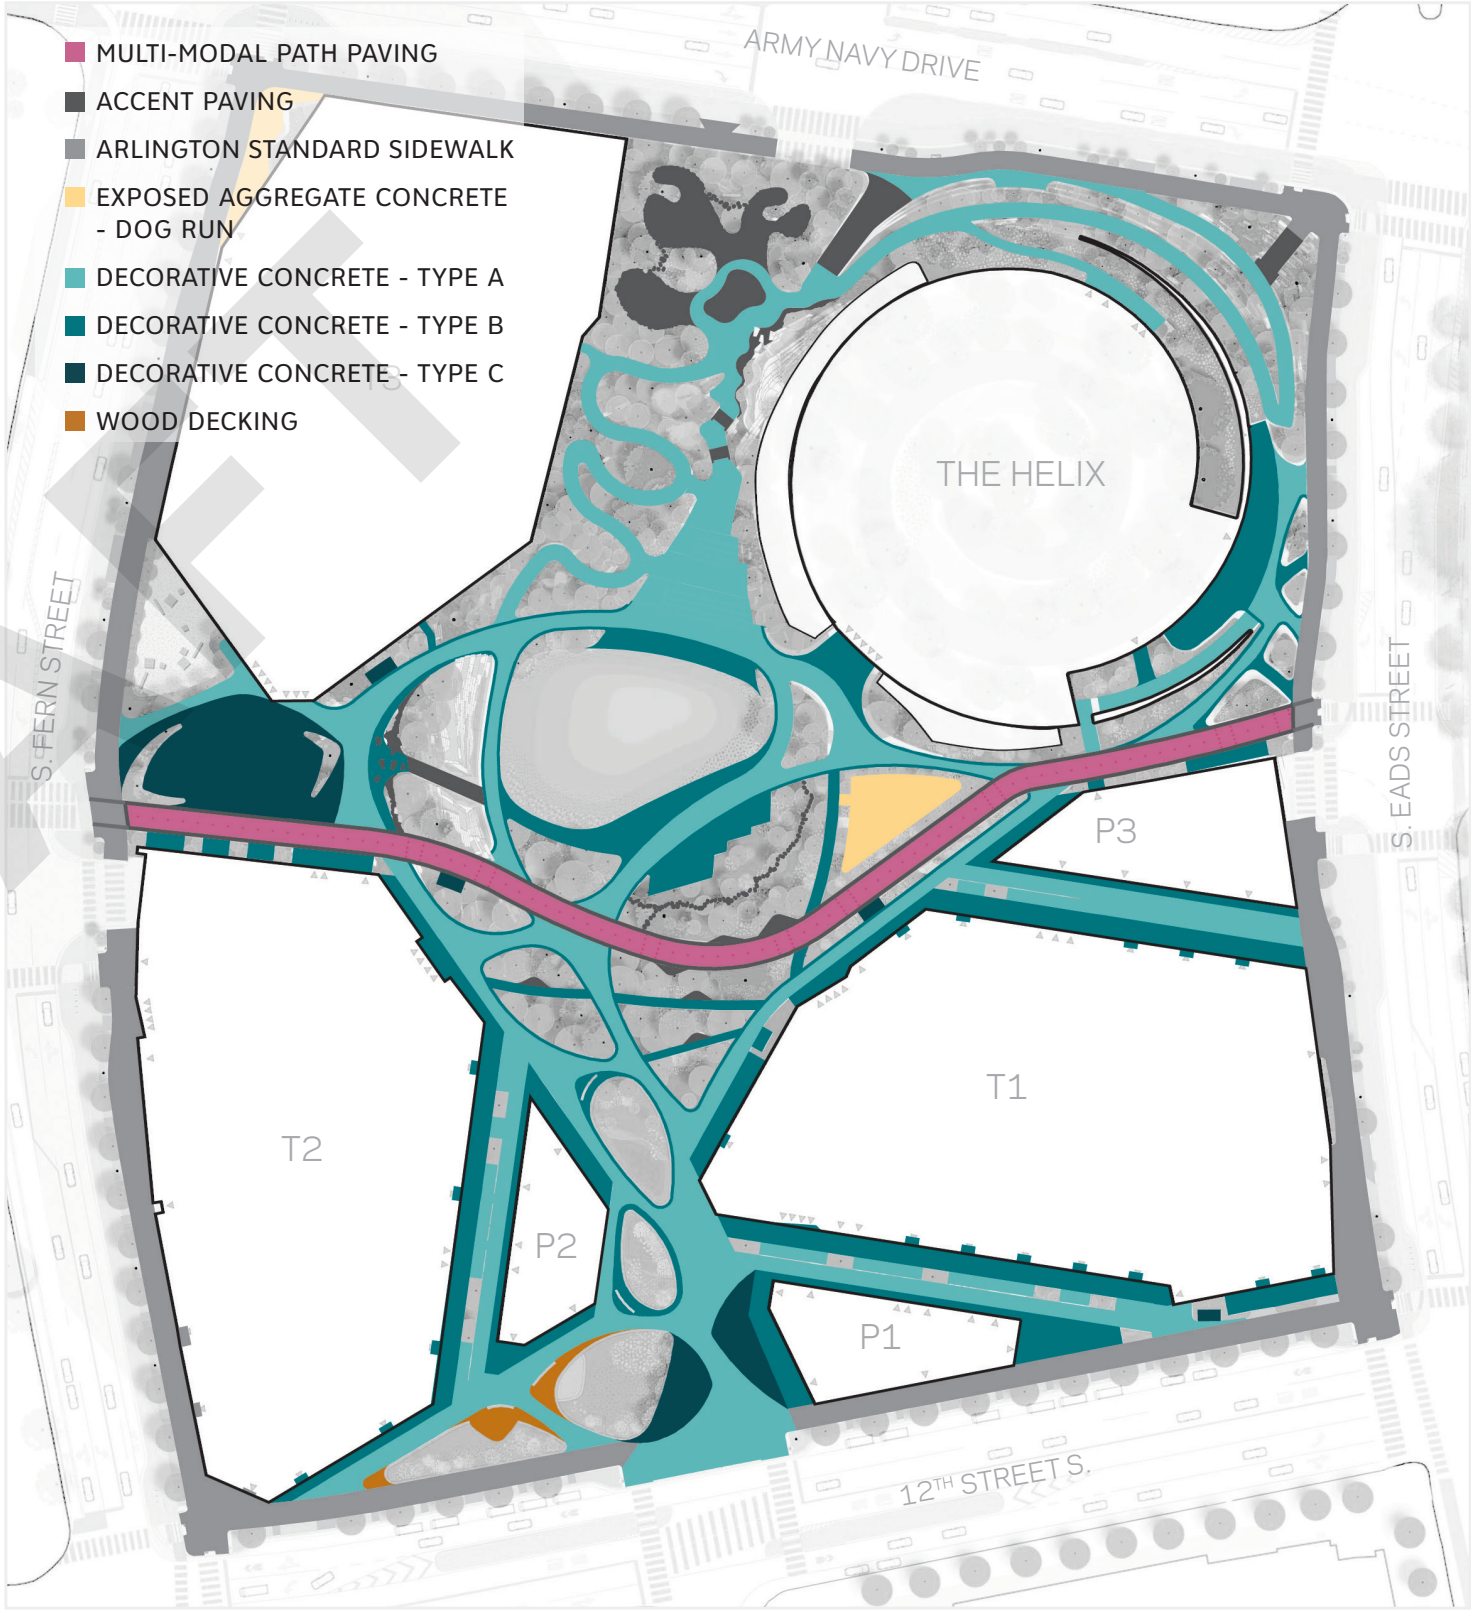 MULTI-MODAL PATH PAVING
ACCENT PAVING
ARLINGTON STANDARD SIDEWALK
EXPOSED AGGREGATE CONCRETE
- DOG RUN
DECORATIVE CONCRETE - TYPE A
DECORATIVE CONCRETE - TYPE B
DECORATIVE CONCRETE - TYPE C
WOOD DECKING
ARMY NAVY DRIVE
THE HELIX
S. FERN STREET
S. EADS STREET
P3
T1
T2
P2
P1
12TH STREET S.